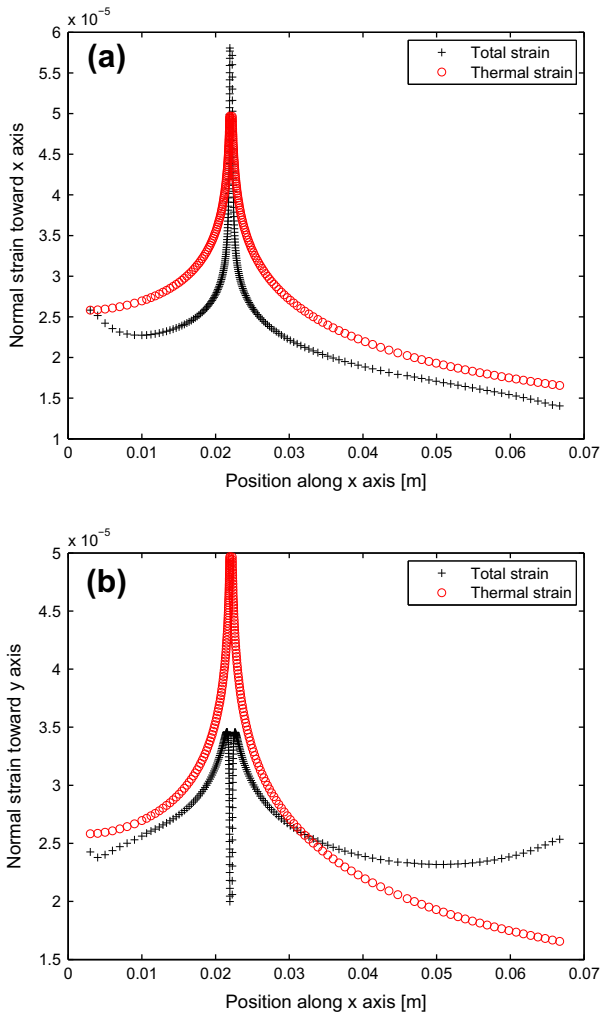 x 10⁻⁵
(a)
Total strain
Thermal strain
6
5.5
5
4.5
4
3.5
3
2.5
2
1.5
1
Normal strain toward x axis
0 0.01 0.02 0.03 0.04 0.05 0.06 0.07
Position along x axis [m]
x 10⁻⁵
(b)
Total strain
Thermal strain
5
4.5
4
3.5
3
2.5
2
1.5
Normal strain toward y axis
0 0.01 0.02 0.03 0.04 0.05 0.06 0.07
Position along x axis [m]